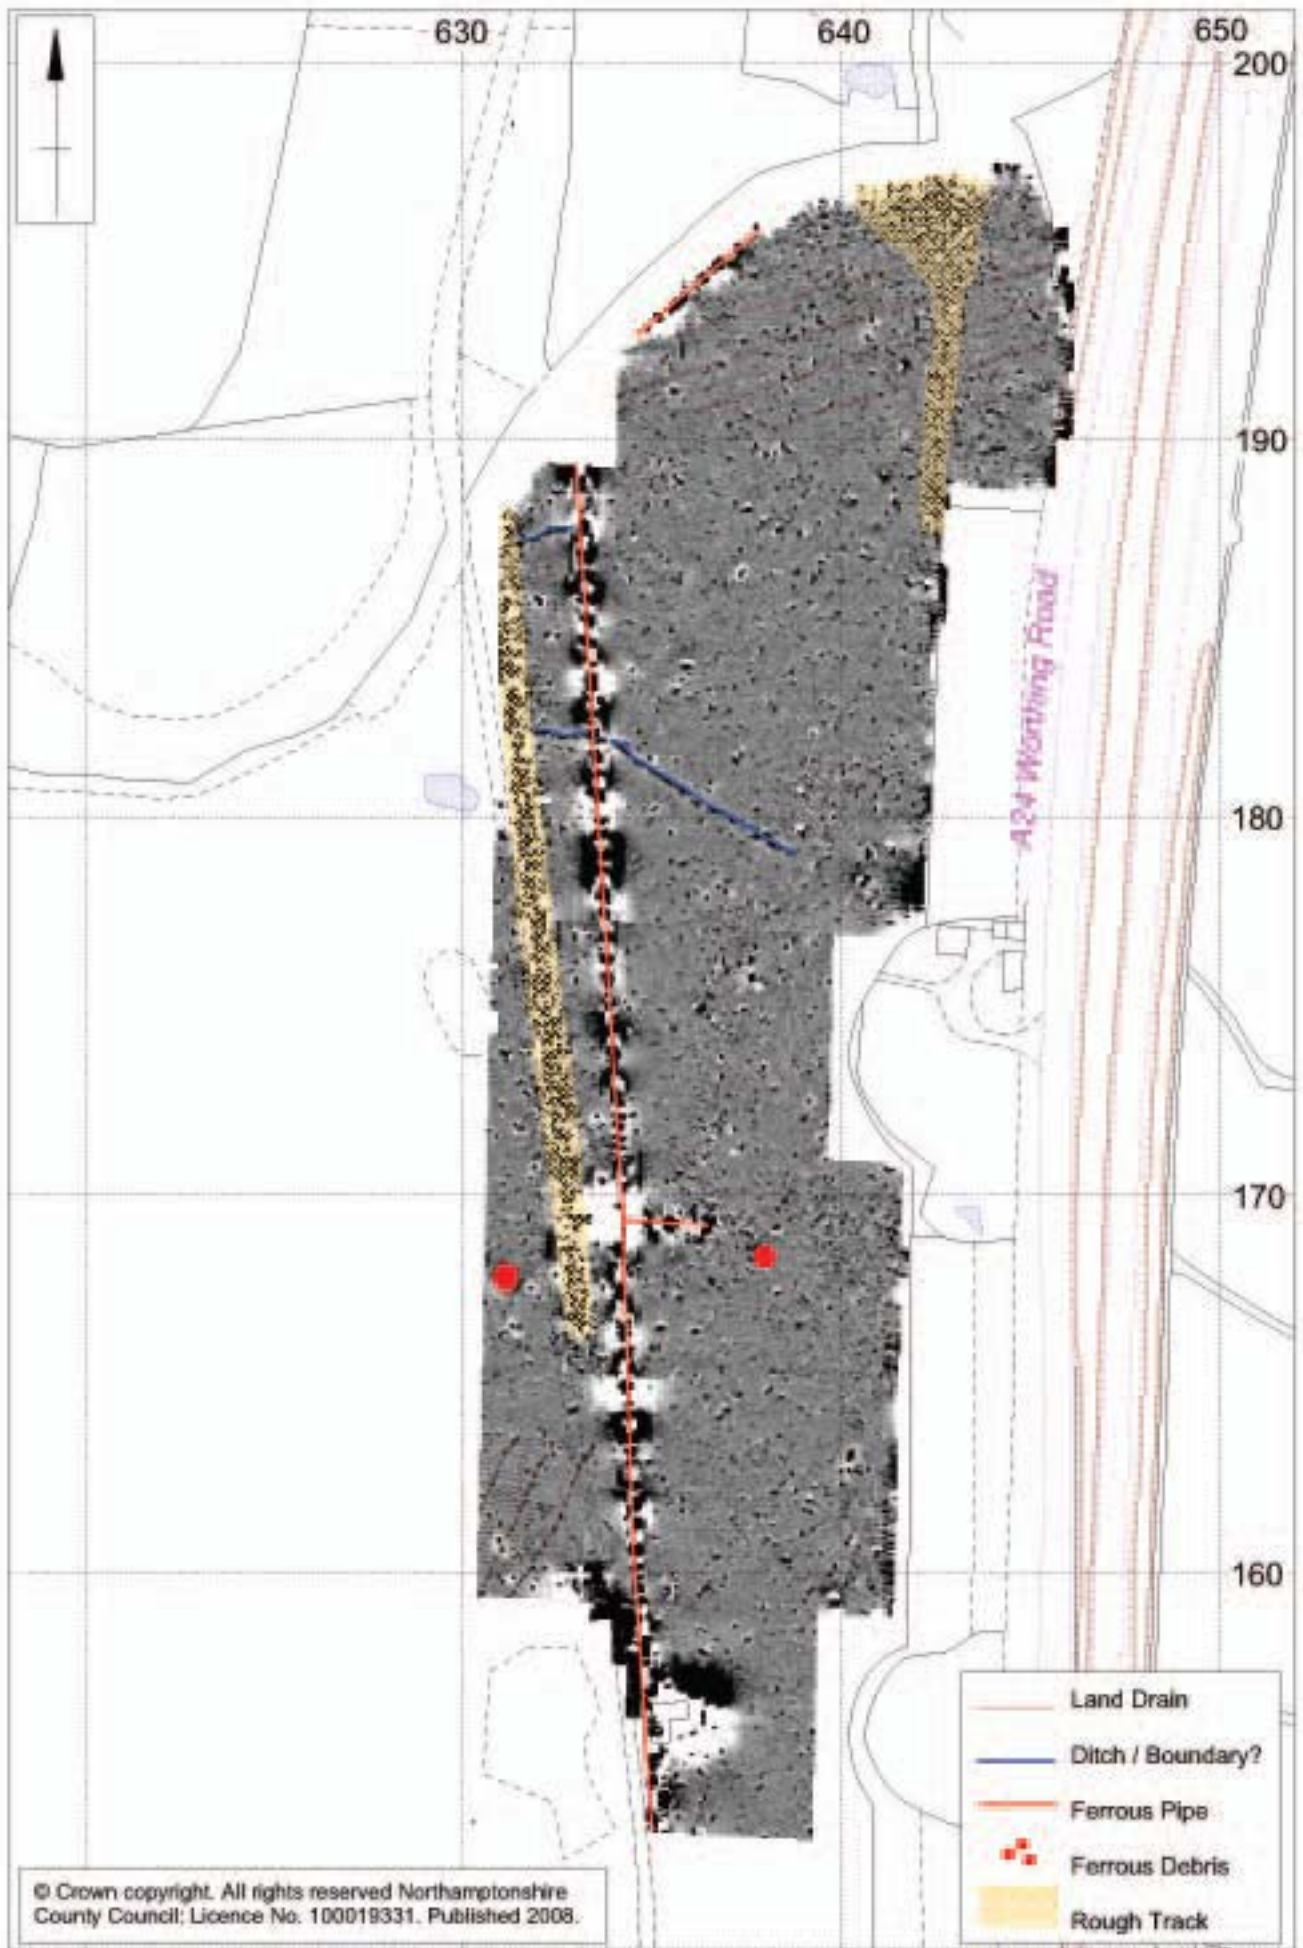 630
640
650
200
190
A24 Worthing Road
180
170
160
Land Drain
Ditch / Boundary?
Ferrous Pipe
Ferrous Debris
Rough Track
© Crown copyright. All rights reserved Northamptonshire
County Council: Licence No. 100019331. Published 2008.